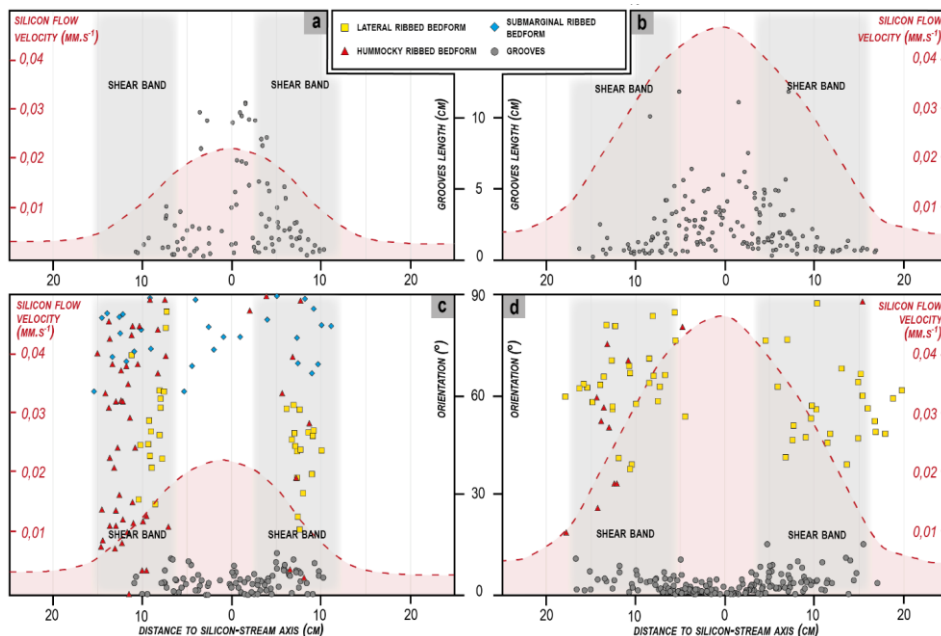 SILICON FLOW
VELOCITY (MM.S⁻¹)
a
LATERAL RIBBED BEDFORM
SUBMARGINAL RIBBED
BEDFORM
HUMMOCKY RIBBED BEDFORM
GROOVES
b
SILICON FLOW
VELOCITY (MM.S⁻¹)
0,04
0,03
0,02
0,01
SHEAR BAND
SHEAR BAND
GROOVES LENGTH (CM)
10
5
0
GROOVES LENGTH (CM)
SHEAR BAND
SHEAR BAND
0,04
0,03
0,02
0,01
20
10
0
10
20
10
0
10
20
SILICON FLOW
VELOCITY (MM.S⁻¹)
c
90
d
SILICON FLOW
VELOCITY (MM.S⁻¹)
0,04
0,03
0,02
0,01
SHEAR BAND
SHEAR BAND
ORIENTATION (°)
60
30
0
ORIENTATION (°)
SHEAR BAND
SHEAR BAND
0,04
0,03
0,02
0,01
20
10
0
10
20
10
0
10
20
DISTANCE TO SILICON-STREAM AXIS (CM)
DISTANCE TO SILICON-STREAM AXIS (CM)